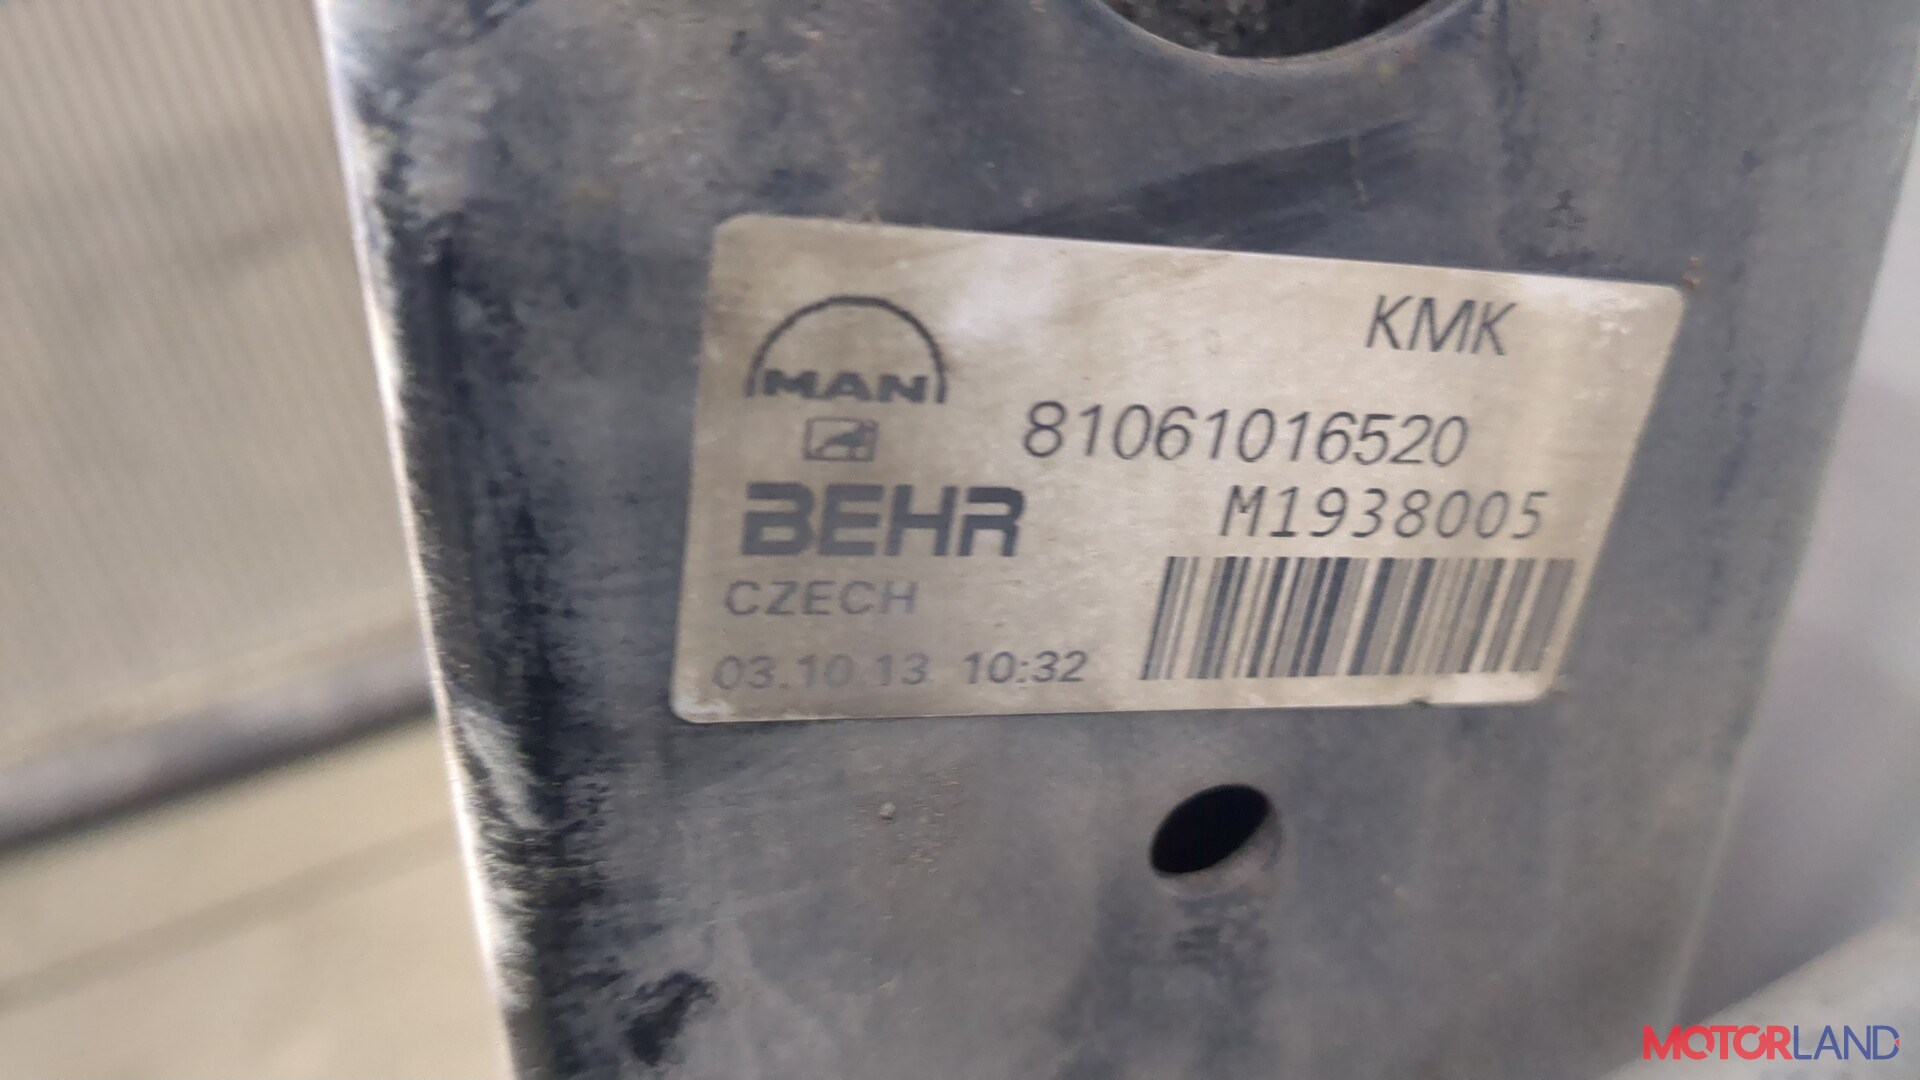 KMK
MAN
81061016520
BEHR
M1938005
CZECH
03.10.13 10:32
MOTORLAND